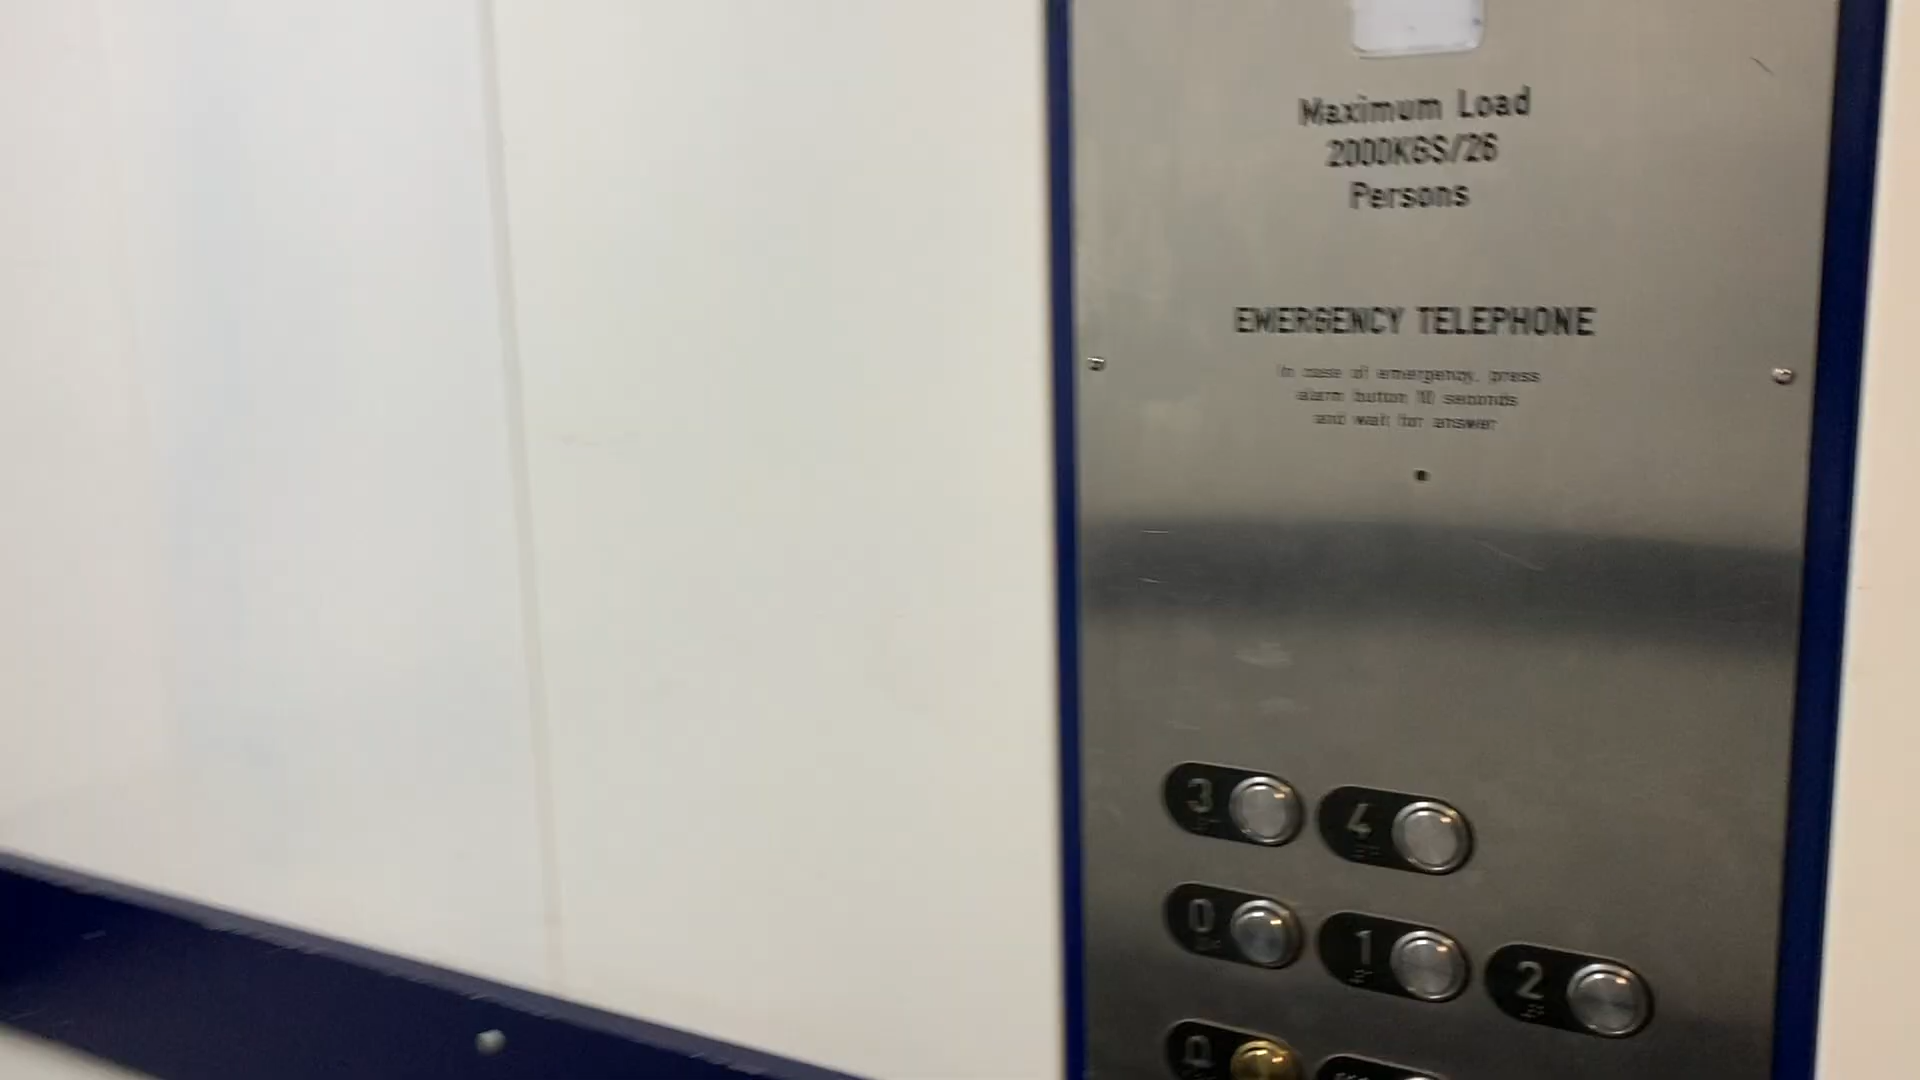 Maximum Load
2000KGS/26
Persons
EMERGENCY TELEPHONE
In case of emergency, press
alarm button 10 seconds
and wait for answer
3 4
0 1 2